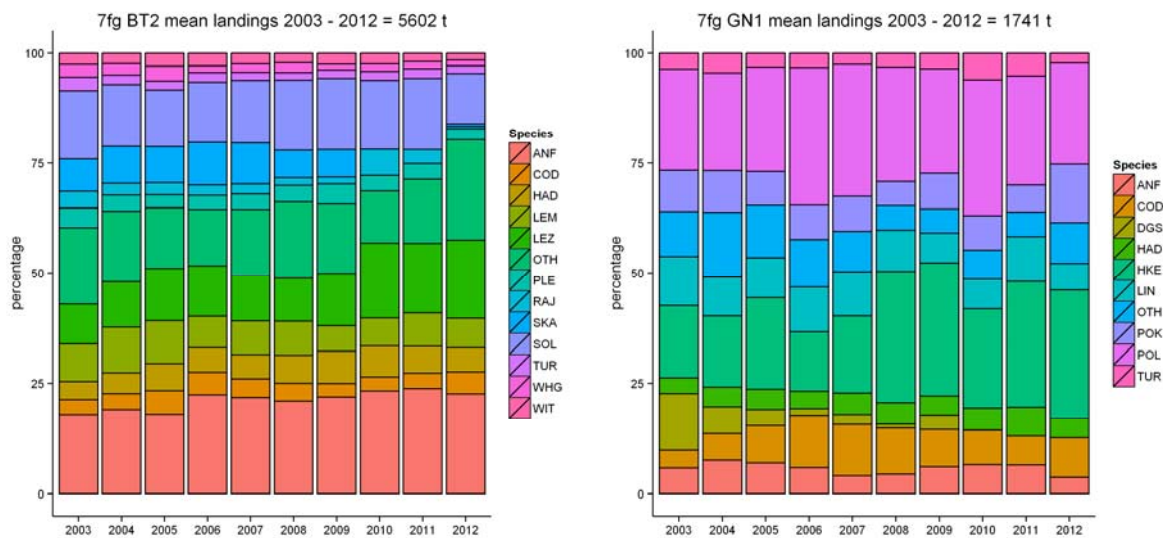 7fg BT2 mean landings 2003 - 2012 = 5602 t
percentage
100
75
50
25
0
2003 2004 2005 2006 2007 2008 2009 2010 2011 2012
Species
ANF
COD
HAD
LEM
LEZ
OTH
PLE
RAJ
SKA
SOL
TUR
WHG
WIT
7fg GN1 mean landings 2003 - 2012 = 1741 t
percentage
100
75
50
25
0
2003 2004 2005 2006 2007 2008 2009 2010 2011 2012
Species
ANF
COD
DGS
HAD
HKE
LIN
OTH
POK
POL
TUR